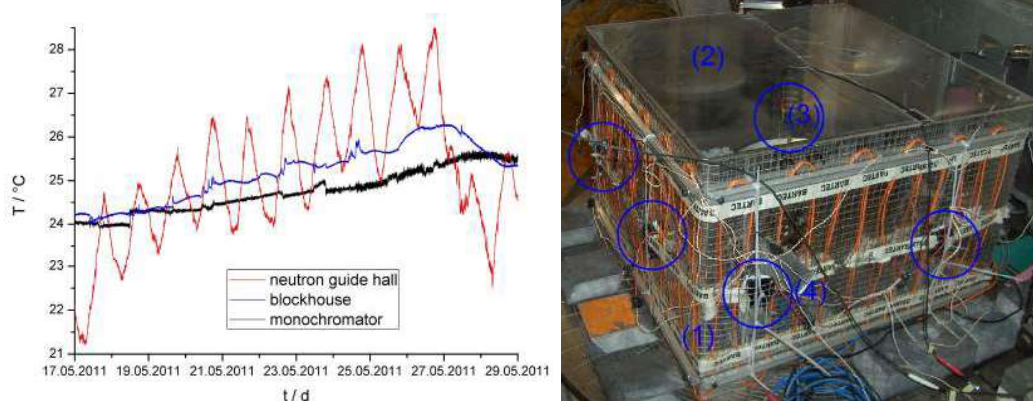 T / °C
28
27
26
25
24
23
22
21
neutron guide hall
blockhouse
monochromator
17.05.2011 19.05.2011 21.05.2011 23.05.2011 25.05.2011 27.05.2011 29.05.2011
t / d
(2)
(3)
BARTEC BARTEC BARTEC BARTEC
(4)
(1)